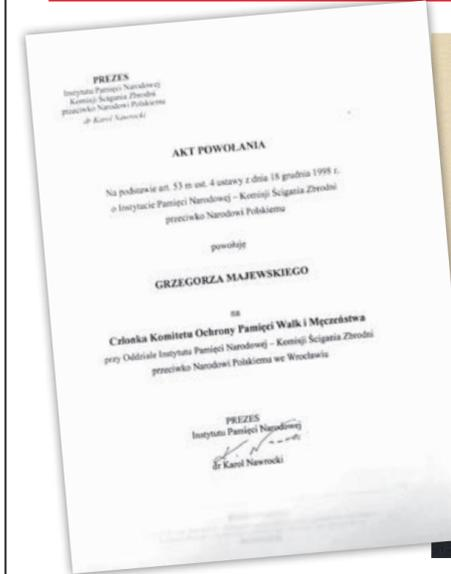 PREZES
Instytutu Pamięci Narodowej
Komisji Ścigania Zbrodni
przeciwko Narodowi Polskiemu
dr Karol Nawrocki
AKT POWOŁANIA
Na podstawie art. 53 m ust. 4 ustawy z dnia 18 grudnia 1998 r.
o Instytucie Pamięci Narodowej – Komisji Ścigania Zbrodni
przeciwko Narodowi Polskiemu
powołuję
GRZEGORZA MAJEWSKIEGO
na
Członka Komitetu Ochrony Pamięci Walk i Męczeństwa
przy Oddziale Instytutu Pamięci Narodowej – Komisji Ścigania Zbrodni
przeciwko Narodowi Polskiemu we Wrocławiu
PREZES
Instytutu Pamięci Narodowej
dr Karol Nawrocki